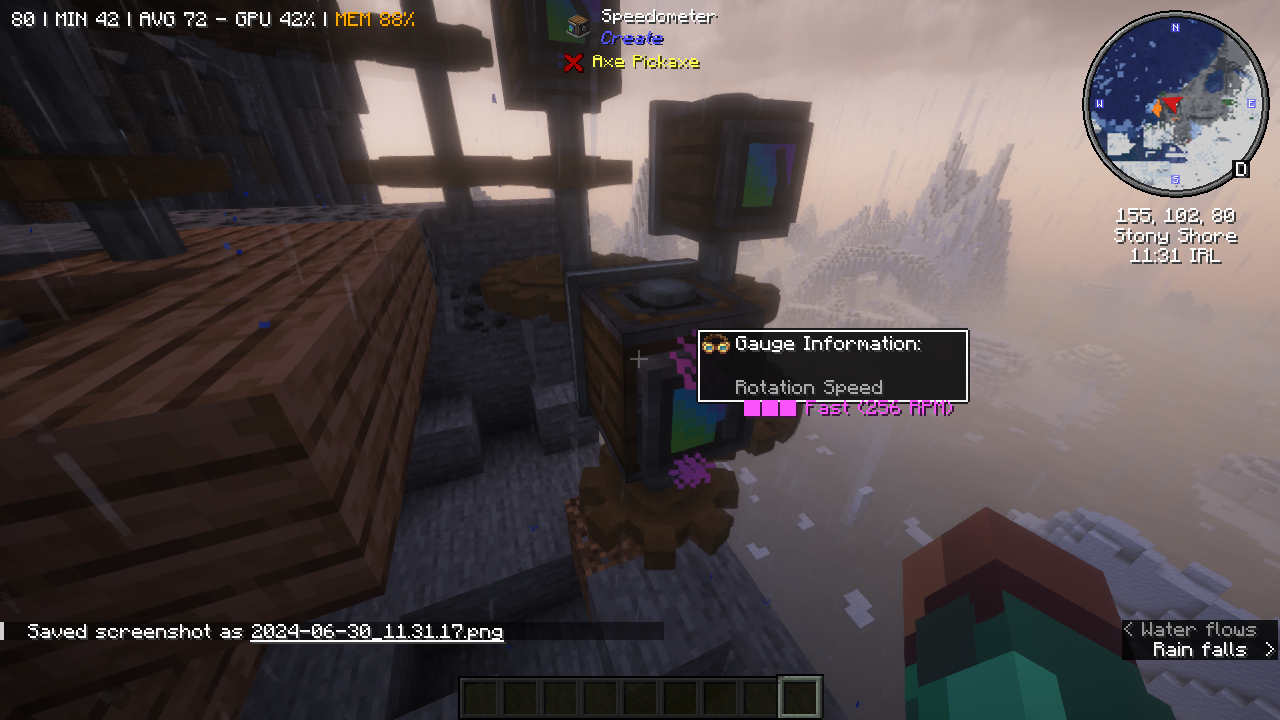 80 | MIN 42 | AVG 72 - GPU 42% | MEM 88%
Speedometer
Create
Axe Pickaxe
N
W
E
S
D
155, 102, 80
Stony Shore
11:31 IRL
Gauge Information:
Rotation Speed
Fast (256 RPM)
Saved screenshot as 2024-06-30_11.31.17.png
< Water flows
Rain falls >